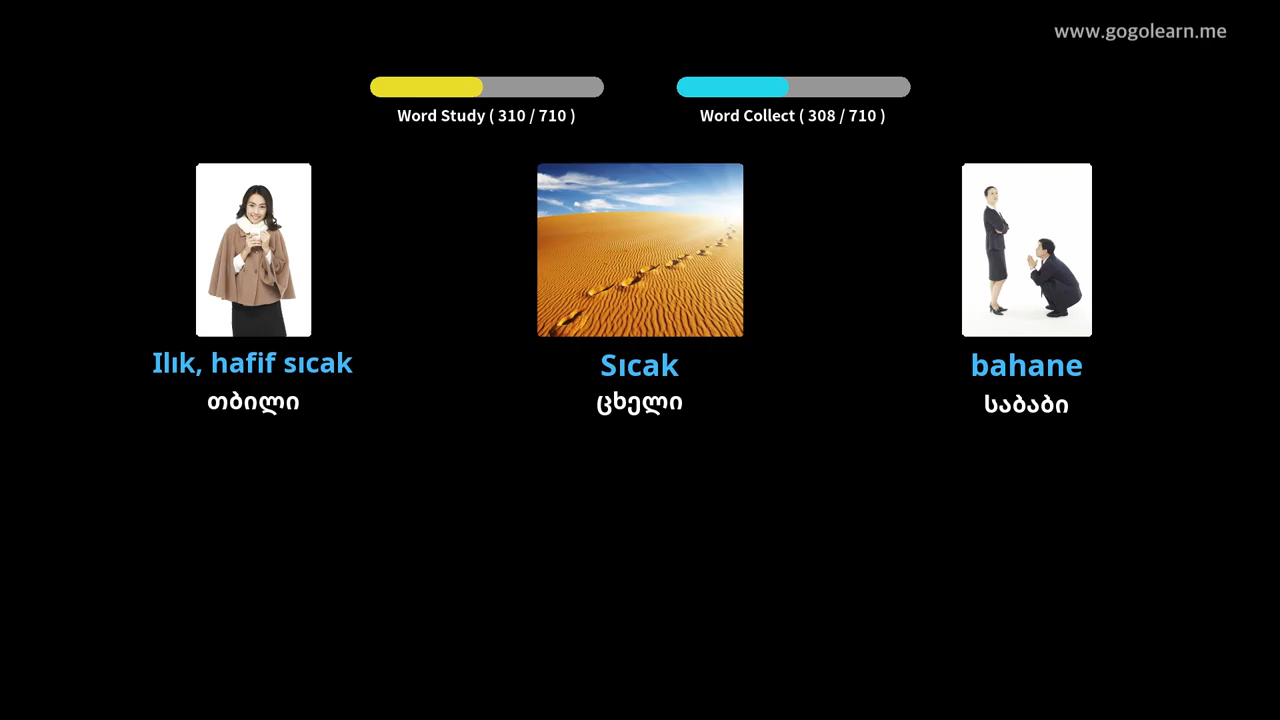 www.gogolearn.me
Word Study ( 310 / 710 )
Word Collect ( 308 / 710 )
Ilık, hafif sıcak
თბილი
Sıcak
ცხელი
bahane
საბაბი